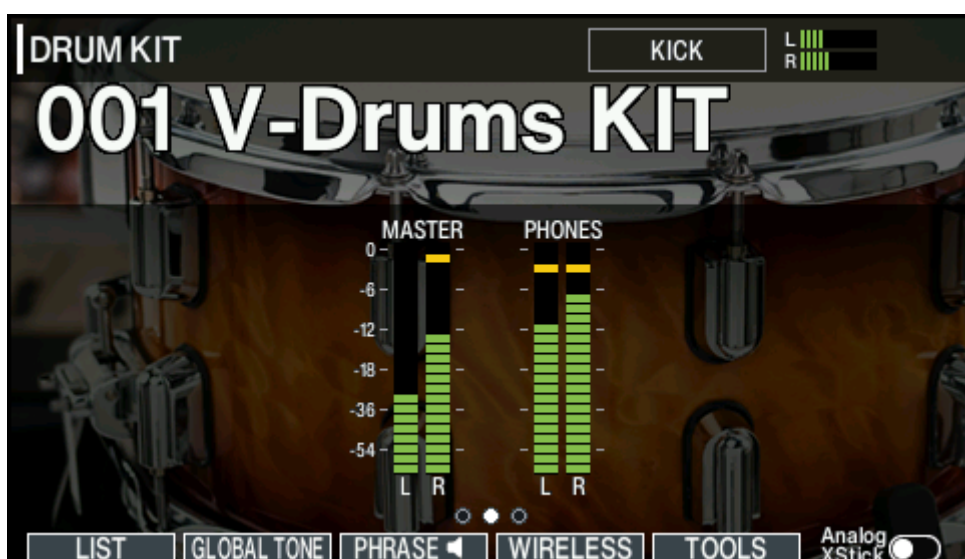 DRUM KIT
KICK
L
R
001 V-Drums KIT
MASTER
PHONES
0
-6
-12
-18
-36
-54
L R
L R
LIST
GLOBAL TONE
PHRASE
WIRELESS
TOOLS
Analog
XStick